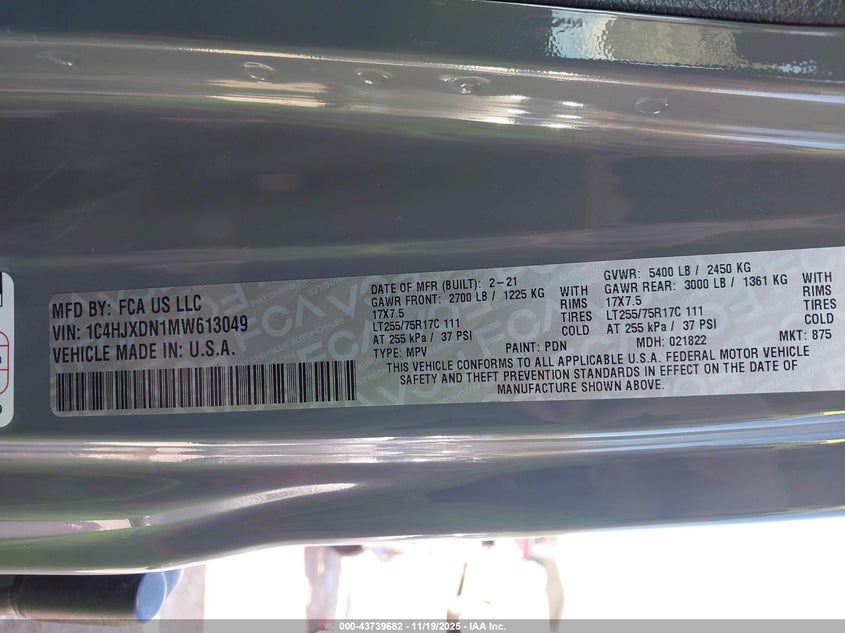 MFD BY: FCA US LLC
VIN: 1C4HJXDN1MW613049
VEHICLE MADE IN: U.S.A.
DATE OF MFR (BUILT): 2-21
GAWR FRONT: 2700 LB / 1225 KG WITH
17X7.5 RIMS
LT255/75R17C 111 TIRES
AT 255 kPa / 37 PSI COLD
TYPE: MPV PAINT: PDN
GVWR: 5400 LB / 2450 KG
GAWR REAR: 3000 LB / 1361 KG WITH
17X7.5 RIMS
LT255/75R17C 111 TIRES
AT 255 kPa / 37 PSI COLD
MDH: 021822 MKT: 875
THIS VEHICLE CONFORMS TO ALL APPLICABLE U.S.A. FEDERAL MOTOR VEHICLE
SAFETY AND THEFT PREVENTION STANDARDS IN EFFECT ON THE DATE OF
MANUFACTURE SHOWN ABOVE.
000-43739682 - 11/19/2025 - IAA Inc.